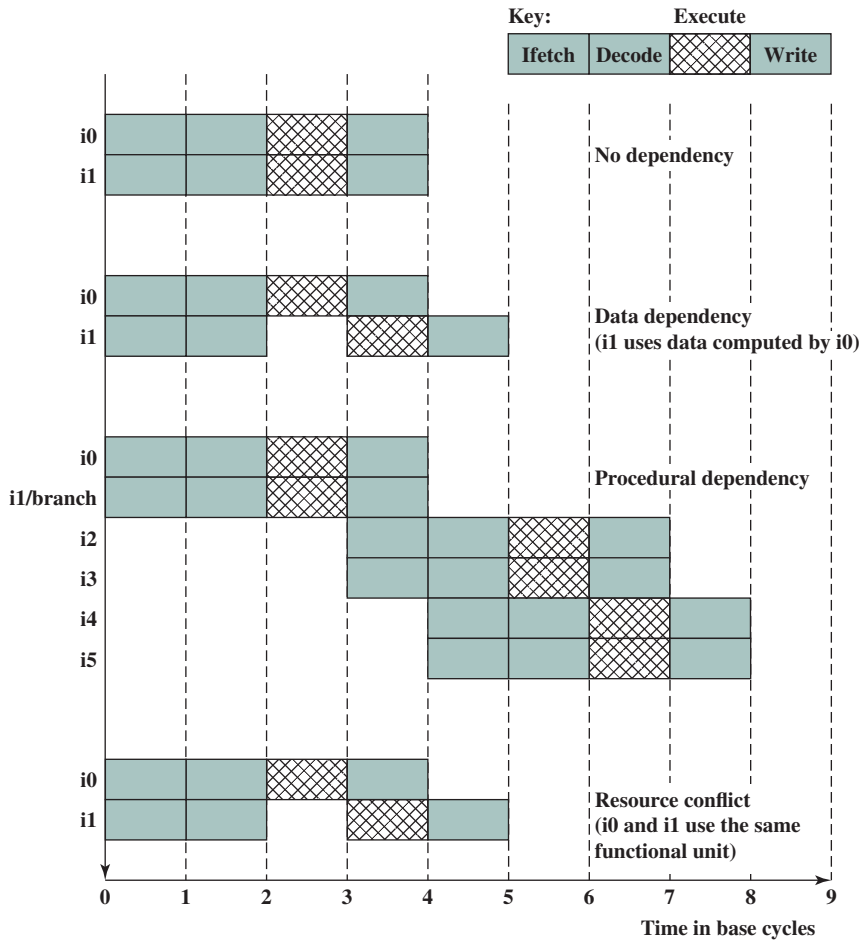 Key: Execute
Ifetch Decode Write
i0
i1
No dependency
i0
i1
Data dependency
(i1 uses data computed by i0)
i0
i1/branch
Procedural dependency
i2
i3
i4
i5
i0
i1
Resource conflict
(i0 and i1 use the same
functional unit)
0 1 2 3 4 5 6 7 8 9
Time in base cycles